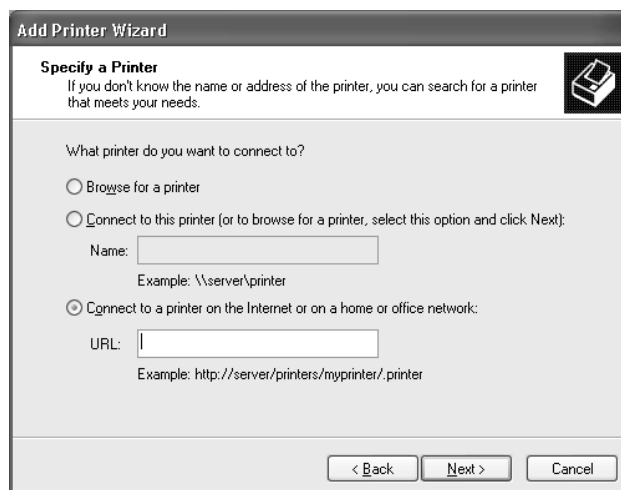 Add Printer Wizard
Specify a Printer
If you don't know the name or address of the printer, you can search for a printer
that meets your needs.
What printer do you want to connect to?
Browse for a printer
Connect to this printer (or to browse for a printer, select this option and click Next):
Name:
Example: \\server\printer
Connect to a printer on the Internet or on a home or office network:
URL:
Example: http://server/printers/myprinter/.printer
< Back Next > Cancel